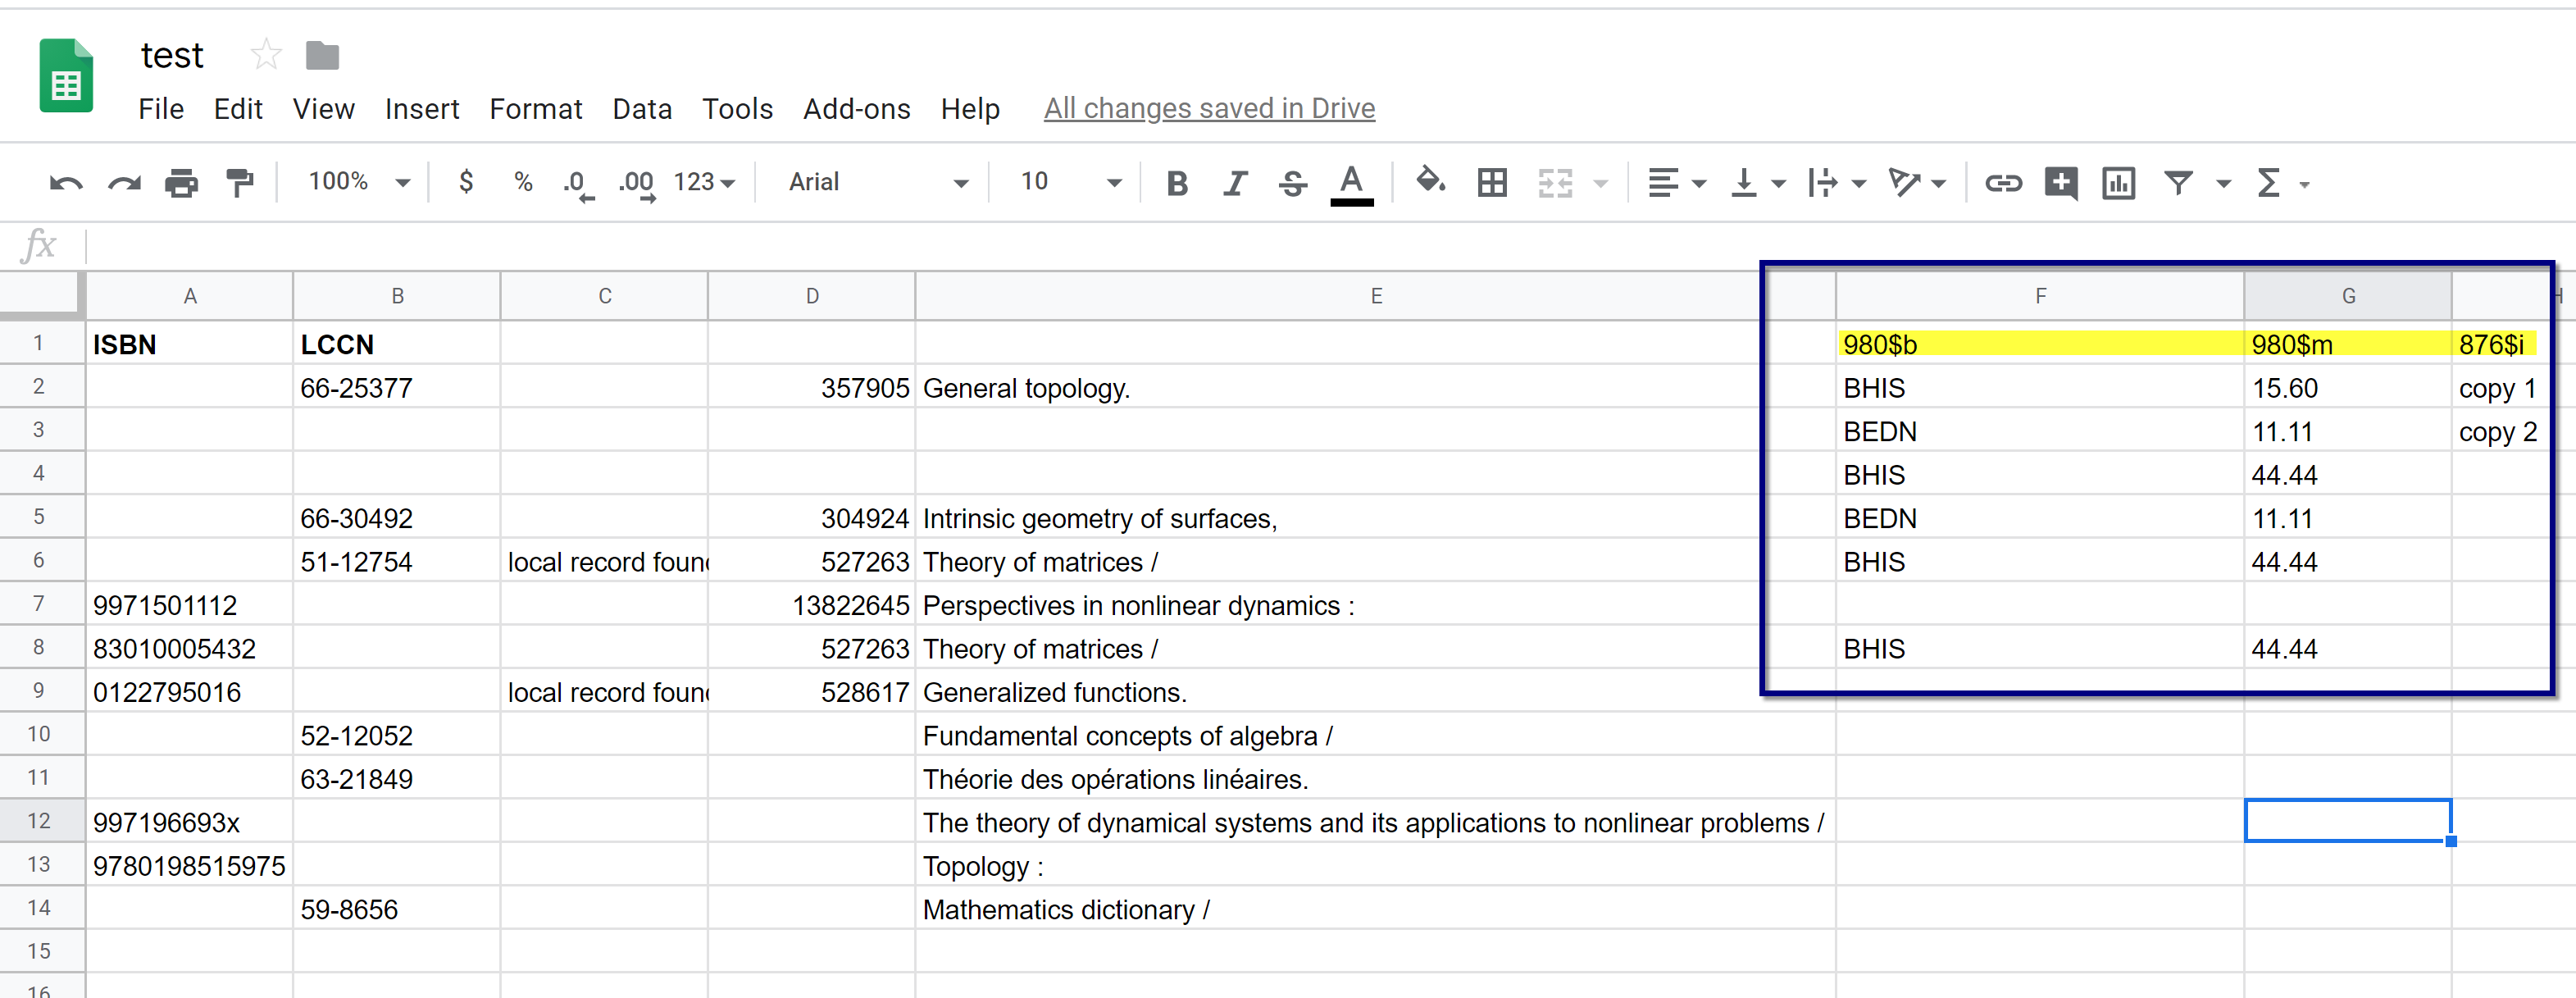 test
File Edit View Insert Format Data Tools Add-ons Help All changes saved in Drive
100% $ % .0 .00 123 Arial 10 B I S A Σ
fx
A B C D E F G H
1 ISBN LCCN 980$b 980$m 876$i
2 66-25377 357905 General topology. BHIS 15.60 copy 1
3 BEDN 11.11 copy 2
4 BHIS 44.44
5 66-30492 304924 Intrinsic geometry of surfaces, BEDN 11.11
6 51-12754 local record foun 527263 Theory of matrices / BHIS 44.44
7 9971501112 13822645 Perspectives in nonlinear dynamics :
8 83010005432 527263 Theory of matrices / BHIS 44.44
9 0122795016 local record foun 528617 Generalized functions.
10 52-12052 Fundamental concepts of algebra /
11 63-21849 Théorie des opérations linéaires.
12 997196693x The theory of dynamical systems and its applications to nonlinear problems /
13 9780198515975 Topology :
14 59-8656 Mathematics dictionary /
15
16